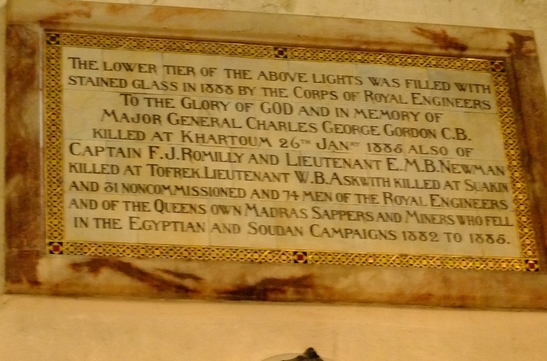 THE LOWER TIER OF THE ABOVE LIGHTS WAS FILLED WITH
STAINED GLASS IN 1888 BY THE CORPS OF ROYAL ENGINEERS
TO THE GLORY OF GOD AND IN MEMORY OF
MAJOR GENERAL CHARLES GEORGE GORDON C.B.
KILLED AT KHARTOUM 26TH JANRY 1885 ALSO OF
CAPTAIN F.J.ROMILLY AND LIEUTENANT E.M.B.NEWMAN
KILLED AT TOFREK.LIEUTENANT W.B.ASKWITH KILLED AT SUAKIN
AND 31 NONCOMMISSIONED AND 74 MEN OF THE ROYAL ENGINEERS
AND OF THE QUEENS OWN MADRAS SAPPERS AND MINERS WHO FELL
IN THE EGYPTIAN AND SOUDAN CAMPAIGNS 1882 TO 1885.